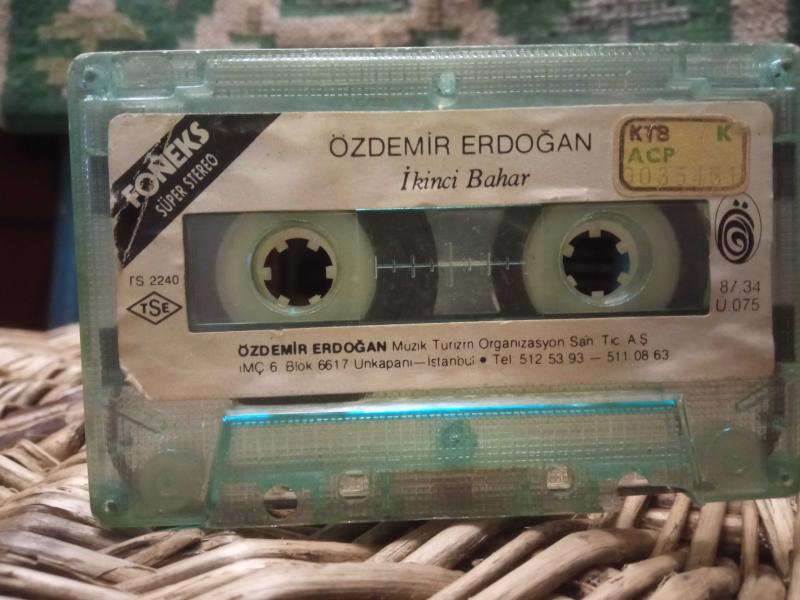 FONEKS
SÜPER STEREO
ÖZDEMİR ERDOĞAN
İkinci Bahar
KTB K
ACP
TS 2240
TSE
Ö
87.34
Ü.075
ÖZDEMİR ERDOĞAN Müzik Turizm Organizasyon San. Tic. A.Ş
İMÇ 6 Blok 6617 Unkapanı—İstanbul • Tel: 512 53 93 — 511 08 63